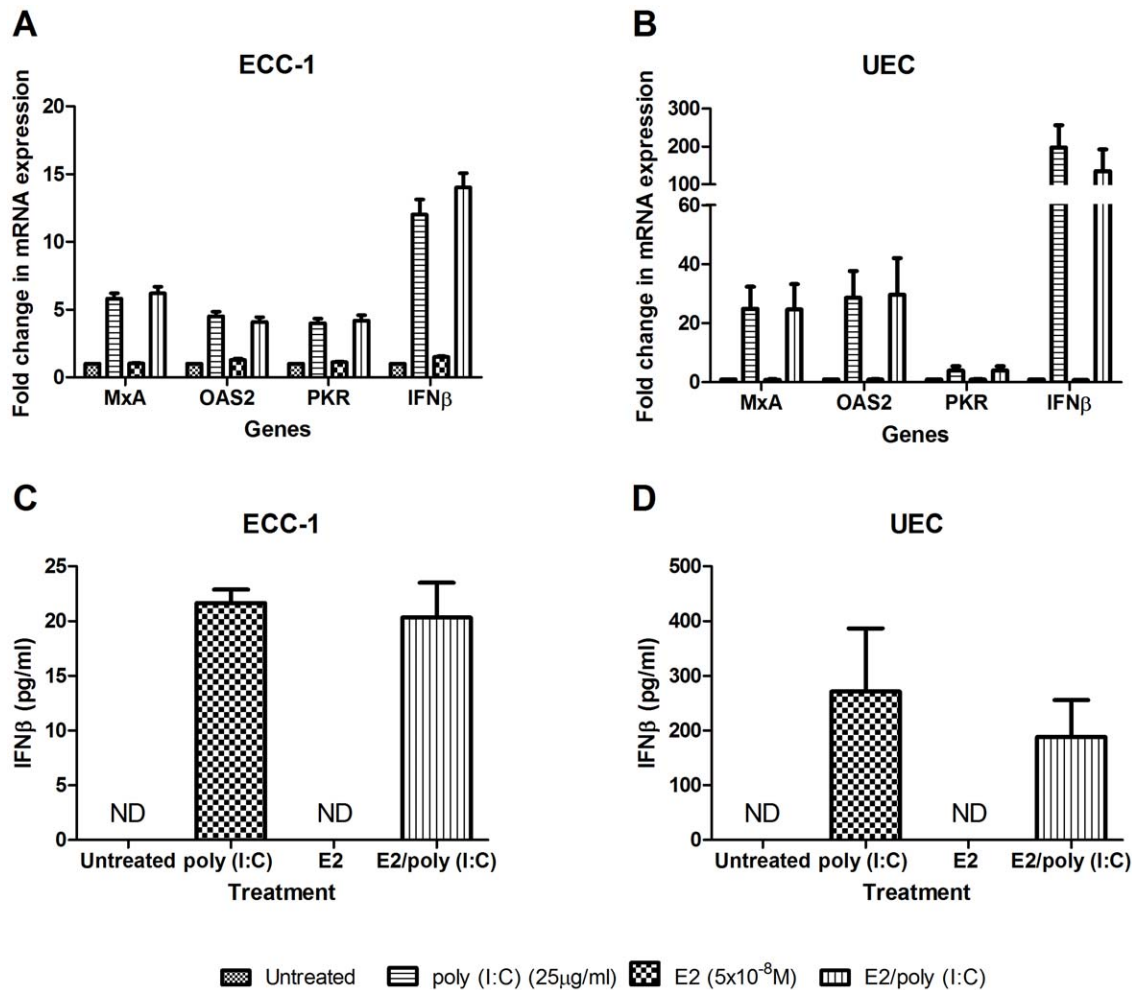 A
ECC-1
Fold change in mRNA expression
20
15
10
5
0
MxA OAS2 PKR IFNβ
Genes
B
UEC
Fold change in mRNA expression
300
200
100
60
40
20
0
MxA OAS2 PKR IFNβ
Genes
C
ECC-1
IFNβ (pg/ml)
25
20
15
10
5
0
ND ND
Untreated poly (I:C) E2 E2/poly (I:C)
Treatment
D
UEC
IFNβ (pg/ml)
500
400
300
200
100
0
ND ND
Untreated poly (I:C) E2 E2/poly (I:C)
Treatment
Untreated poly (I:C) (25μg/ml) E2 (5x10⁻⁸M) E2/poly (I:C)